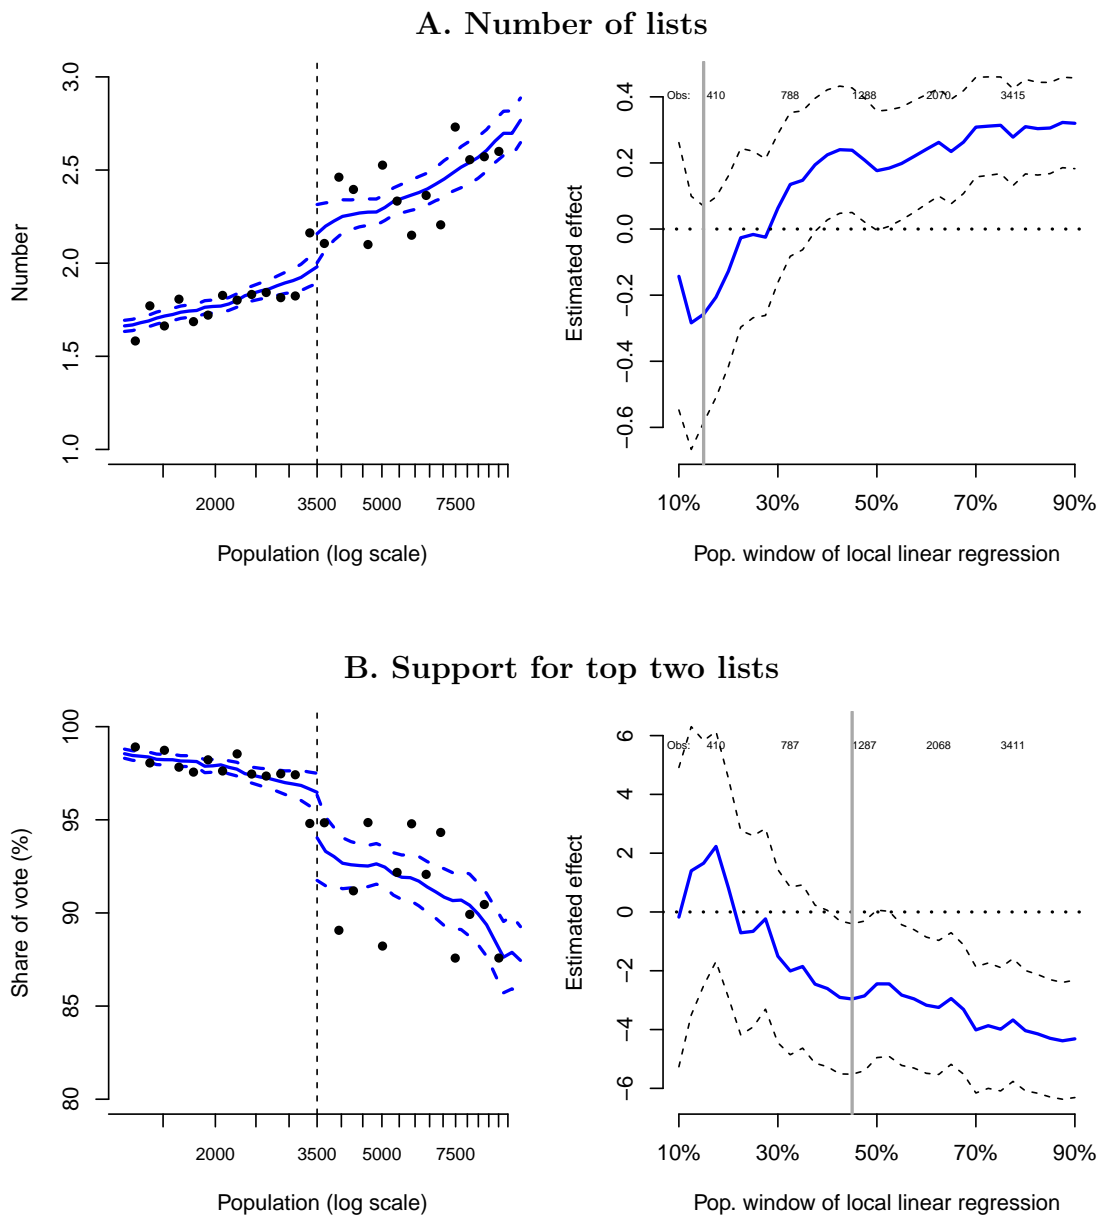 A. Number of lists
Number
3.0
2.5
2.0
1.5
1.0
2000 3500 5000 7500
Population (log scale)
Estimated effect
0.4
0.2
0.0
−0.2
−0.4
−0.6
Obs: 410 788 1288 2070 3415
10% 30% 50% 70% 90%
Pop. window of local linear regression
B. Support for top two lists
Share of vote (%)
100
95
90
85
80
2000 3500 5000 7500
Population (log scale)
Estimated effect
6
4
2
0
−2
−4
−6
Obs: 410 787 1287 2068 3411
10% 30% 50% 70% 90%
Pop. window of local linear regression